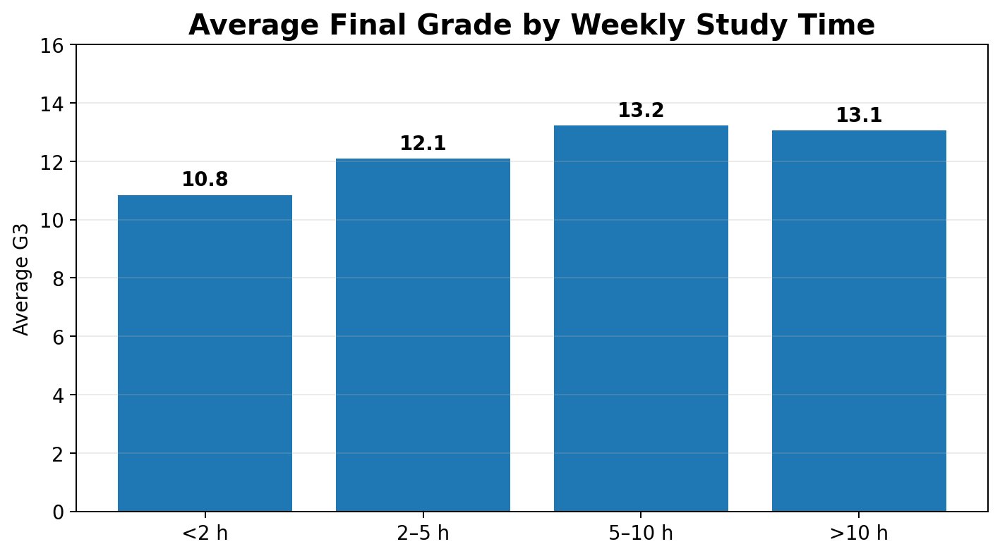 Average Final Grade by Weekly Study Time
16
14
12
10
8
6
4
2
0
Average G3
10.8
12.1
13.2
13.1
<2 h
2–5 h
5–10 h
>10 h